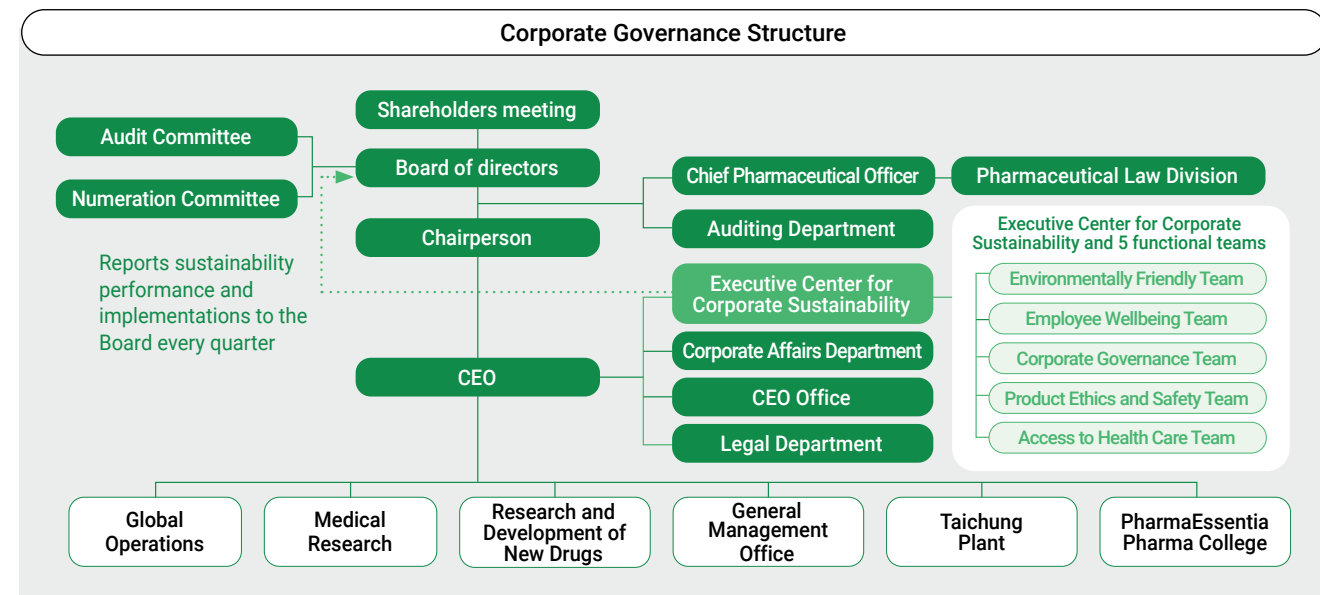 Corporate Governance Structure
Shareholders meeting
Audit Committee
Board of directors
Numeration Committee
Chairperson
Chief Pharmaceutical Officer
Pharmaceutical Law Division
Auditing Department
Reports sustainability
performance and
implementations to the
Board every quarter
Executive Center for
Corporate Sustainability
Executive Center for Corporate
Sustainability and 5 functional teams
Environmentally Friendly Team
Employee Wellbeing Team
Corporate Governance Team
Product Ethics and Safety Team
Access to Health Care Team
Corporate Affairs Department
CEO
CEO Office
Legal Department
Global
Operations
Medical
Research
Research and
Development of
New Drugs
General
Management
Office
Taichung
Plant
PharmaEssentia
Pharma College